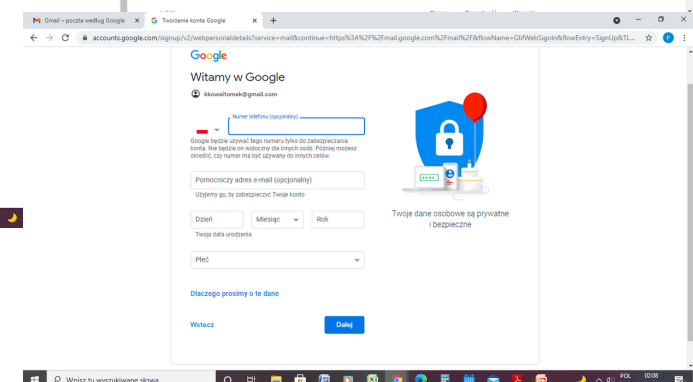 Gmail – poczta według Google
Tworzenie konta Google
accounts.google.com/signup/v2/webpersonaldetails?service=mail&continue=https%3A%2F%2Fmail.google.com%2Fmail%2F&flowName=GlifWebSignIn&flowEntry=SignUp&TL...
P
Google
Witamy w Google
kkowaltomek@gmail.com
Numer telefonu (opcjonalny)
Google będzie używać tego numeru tylko do zabezpieczania
konta. Nie będzie on widoczny dla innych osób. Później możesz
określić, czy numer ma być używany do innych celów.
Pomocniczy adres e-mail (opcjonalny)
Użyjemy go, by zabezpieczyć Twoje konto
Dzień
Miesiąc
Rok
Twoja data urodzenia
Płeć
Twoje dane osobowe są prywatne
i bezpieczne
Dlaczego prosimy o te dane
Wstecz
Dalej
Wpisz tu wyszukiwane słowa
POL
02:08